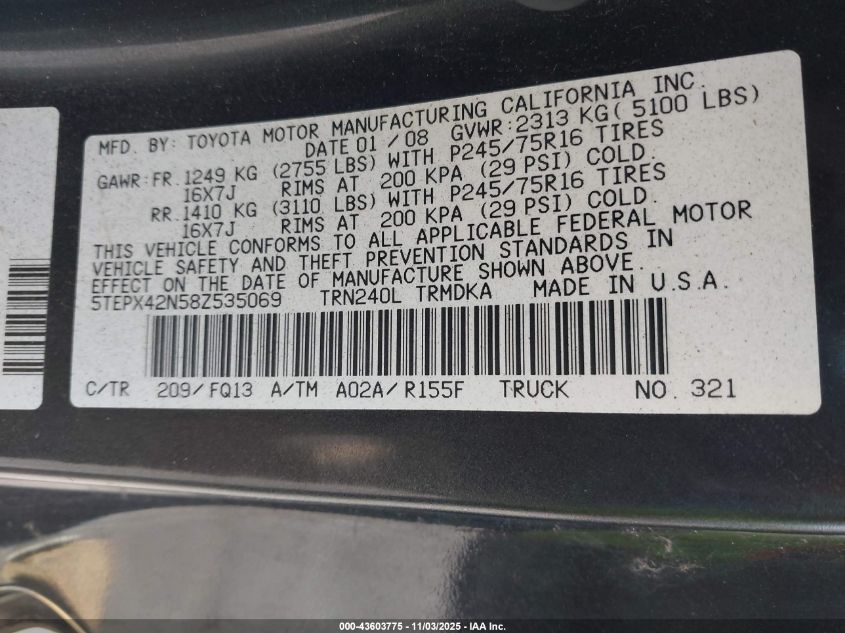 MFD. BY: TOYOTA MOTOR MANUFACTURING CALIFORNIA INC.
DATE 01 / 08 GVWR: 2313 KG( 5100 LBS)
GAWR: FR. 1249 KG (2755 LBS) WITH P245/75R16 TIRES
16X7J RIMS AT 200 KPA (29 PSI) COLD.
RR. 1410 KG (3110 LBS) WITH P245/75R16 TIRES
16X7J RIMS AT 200 KPA (29 PSI) COLD.
THIS VEHICLE CONFORMS TO ALL APPLICABLE FEDERAL MOTOR
VEHICLE SAFETY AND THEFT PREVENTION STANDARDS IN
EFFECT ON THE DATE OF MANUFACTURE SHOWN ABOVE.
5TEPX42N58Z535069 TRN240L TRMDKA MADE IN U.S.A.
C/TR 209/FQ13 A/TM A02A/R155F TRUCK NO. 321
000-43603775 - 11/03/2025 - IAA Inc.